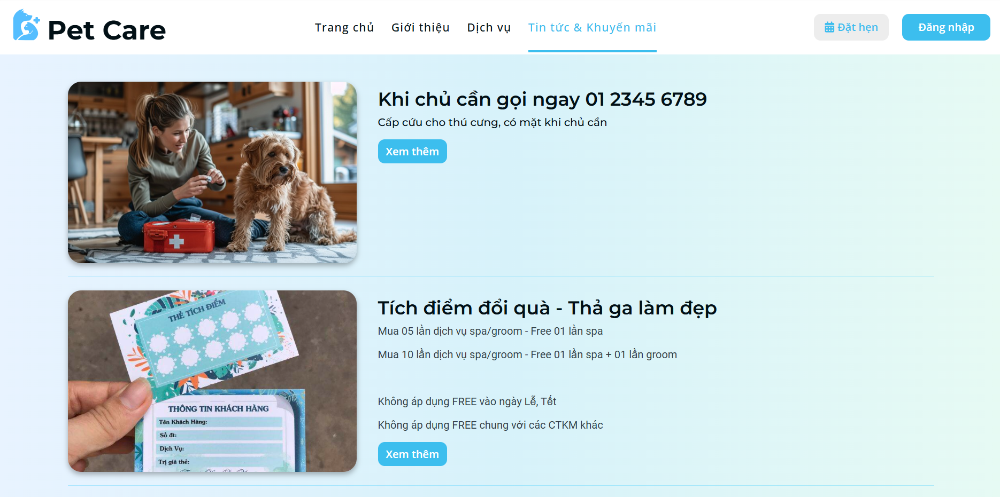 Pet Care
Trang chủ
Giới thiệu
Dịch vụ
Tin tức & Khuyến mãi
Đặt hẹn
Đăng nhập
Khi chủ cần gọi ngay 01 2345 6789
Cấp cứu cho thú cưng, có mặt khi chủ cần
Xem thêm
THẺ TÍCH ĐIỂM
THÔNG TIN KHÁCH HÀNG
Tên Khách Hàng:
Số đt:
Dịch Vụ:
Trị giá thẻ:
Tích điểm đổi quà - Thả ga làm đẹp
Mua 05 lần dịch vụ spa/groom - Free 01 lần spa
Mua 10 lần dịch vụ spa/groom - Free 01 lần spa + 01 lần groom
Không áp dụng FREE vào ngày Lễ, Tết
Không áp dụng FREE chung với các CTKM khác
Xem thêm